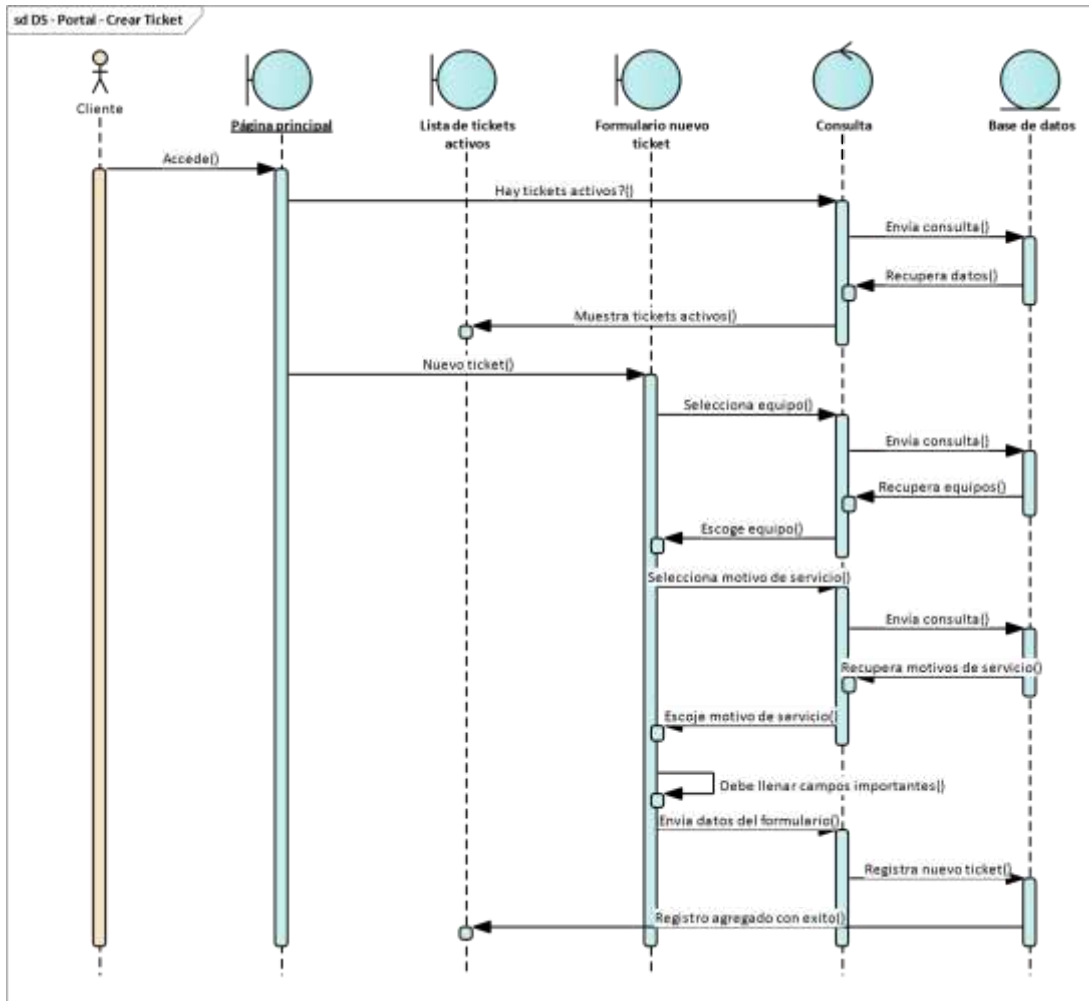 sd DS - Portal - Crear Ticket
Cliente
Página principal
Lista de tickets
activos
Formulario nuevo
ticket
Consulta
Base de datos
Accede()
Hay tickets activos?()
Envía consulta()
Recupera datos()
Muestra tickets activos()
Nuevo ticket()
Selecciona equipo()
Envía consulta()
Recupera equipos()
Escoge equipo()
Selecciona motivo de servicio()
Envía consulta()
Recupera motivos de servicio()
Escoje motivo de servicio()
Debe llenar campos importantes()
Envia datos del formulario()
Registra nuevo ticket()
Registro agregado con exito()